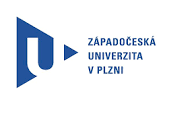 U
ZÁPADOČESKÁ
UNIVERZITA
V PLZNI